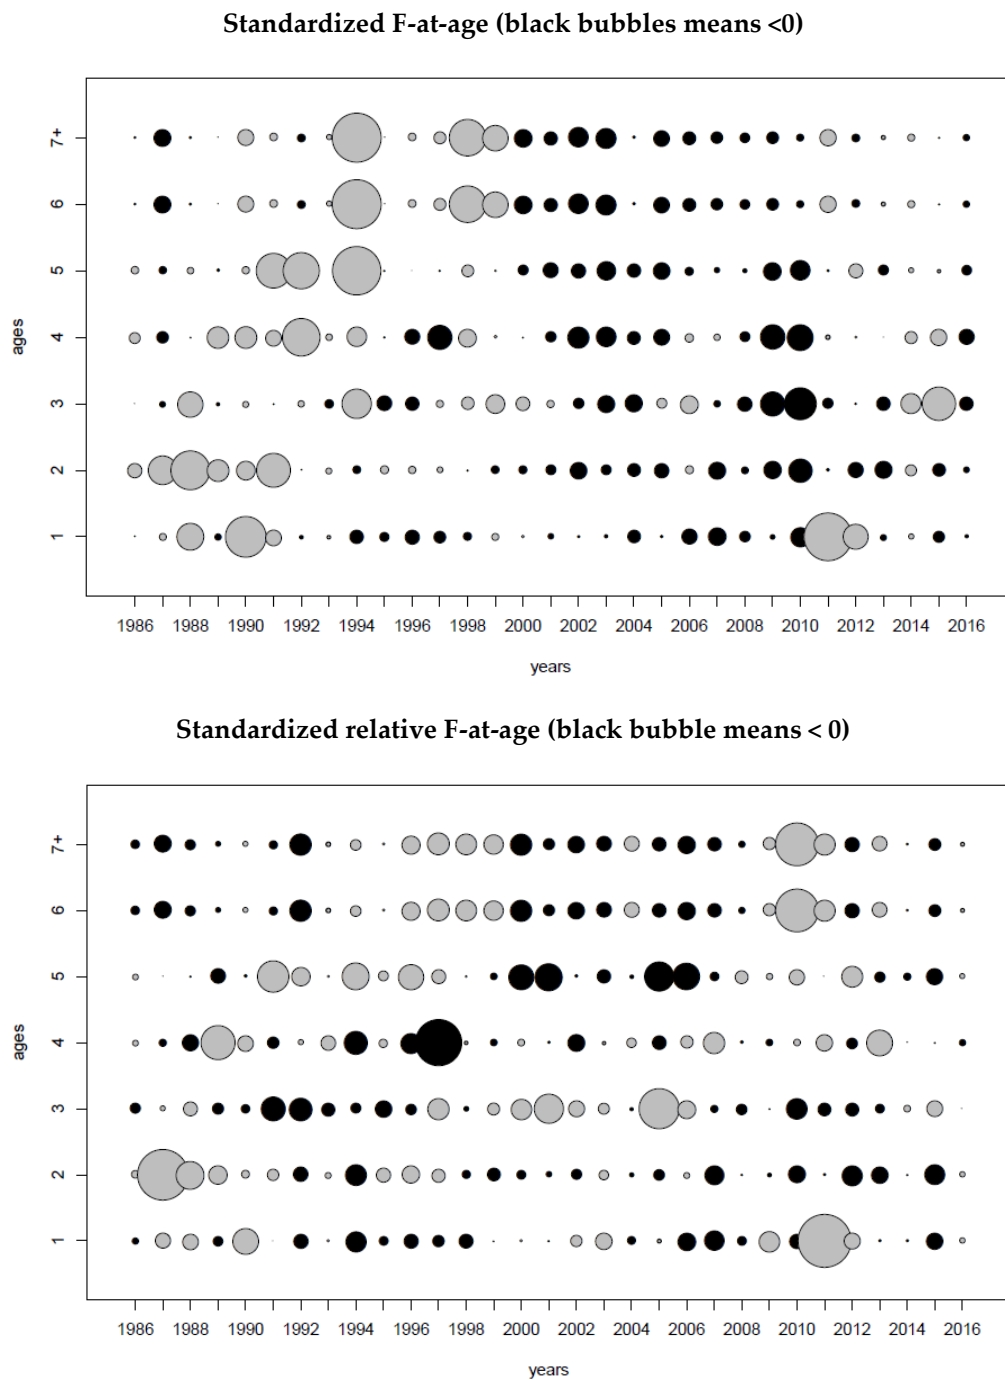 Standardized F-at-age (black bubbles means <0)
7+
6
5
4
3
2
1
ages
1986 1988 1990 1992 1994 1996 1998 2000 2002 2004 2006 2008 2010 2012 2014 2016
years
Standardized relative F-at-age (black bubble means < 0)
7+
6
5
4
3
2
1
ages
1986 1988 1990 1992 1994 1996 1998 2000 2002 2004 2006 2008 2010 2012 2014 2016
years